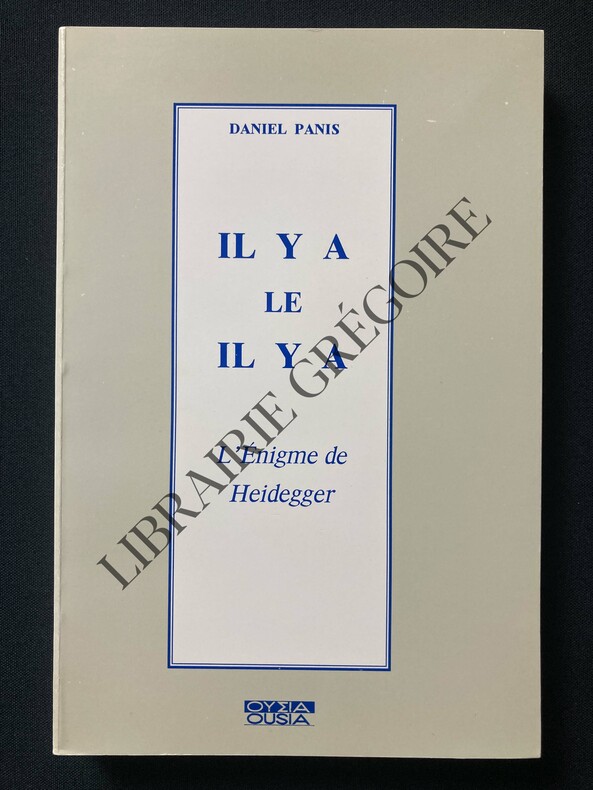 DANIEL PANIS
IL Y A
LE
IL Y A
L'Énigme de
Heidegger
LIBRAIRIE GRÉGOIRE
ΟΥΣΙΑ
OUSIA